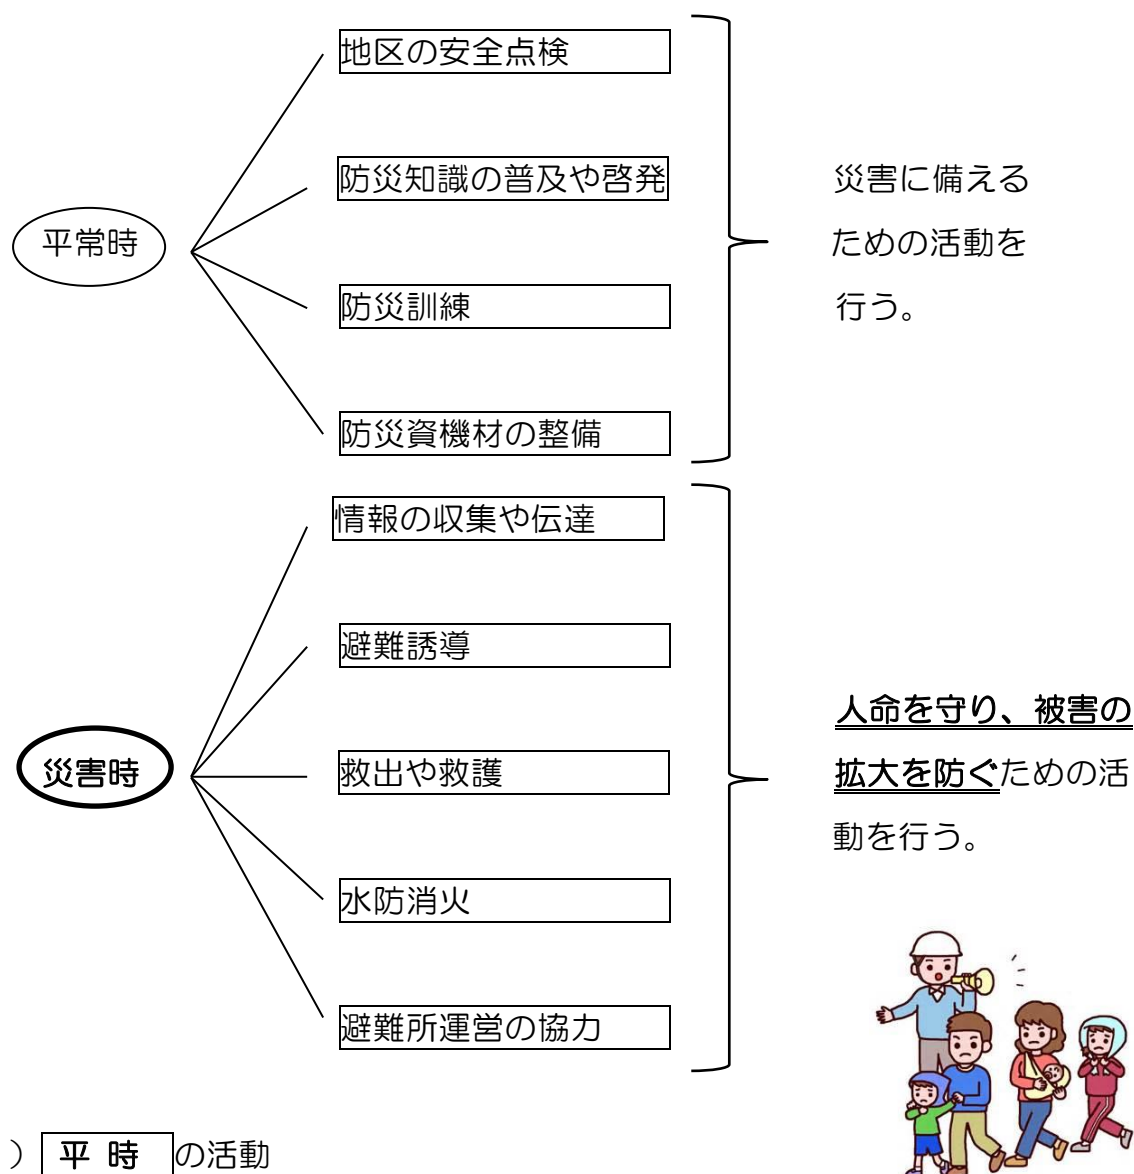 地区の安全点検
防災知識の普及や啓発
平常時
防災訓練
防災資機材の整備
災害に備える
ための活動を
行う。
情報の収集や伝達
避難誘導
災害時
救出や救護
水防消火
避難所運営の協力
人命を守り、被害の
拡大を防ぐための活
動を行う。
）平 時 の活動